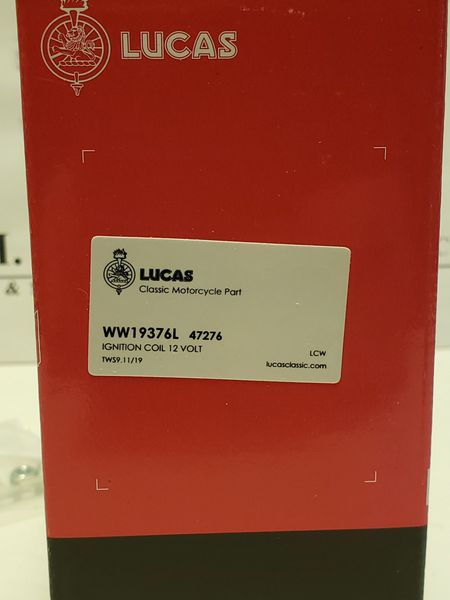 LUCAS
LUCAS
Classic Motorcycle Part
WW19376L 47276
IGNITION COIL 12 VOLT
LCW
TWS9.11/19
lucasclassic.com